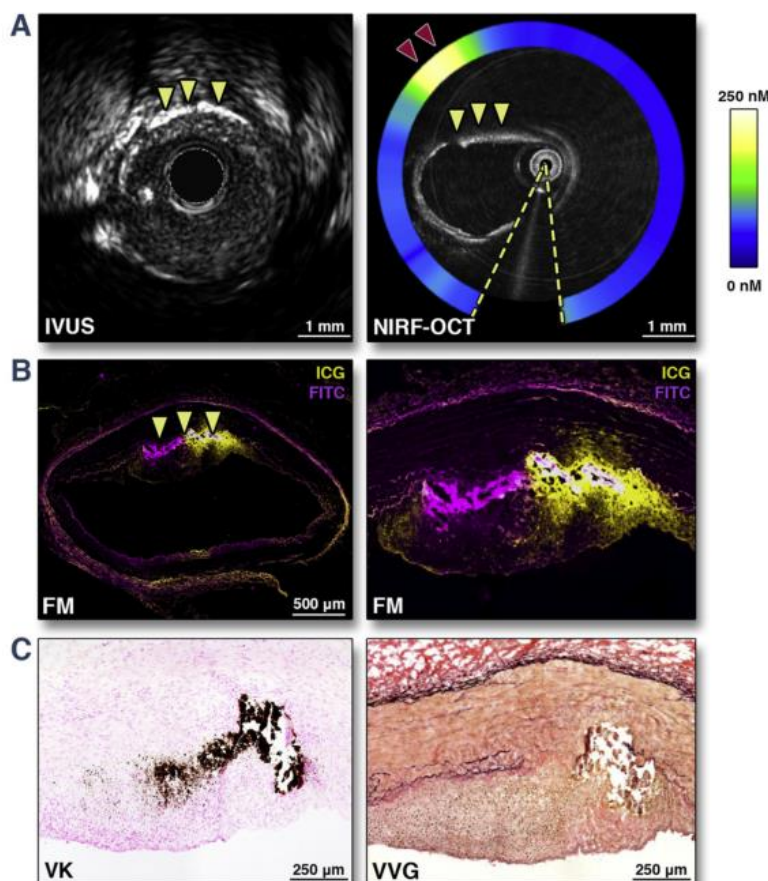 A
IVUS
1 mm
NIRF-OCT
1 mm
250 nM
0 nM
B
ICG
FITC
FM
500 µm
ICG
FITC
FM
C
VK
250 µm
VVG
250 µm